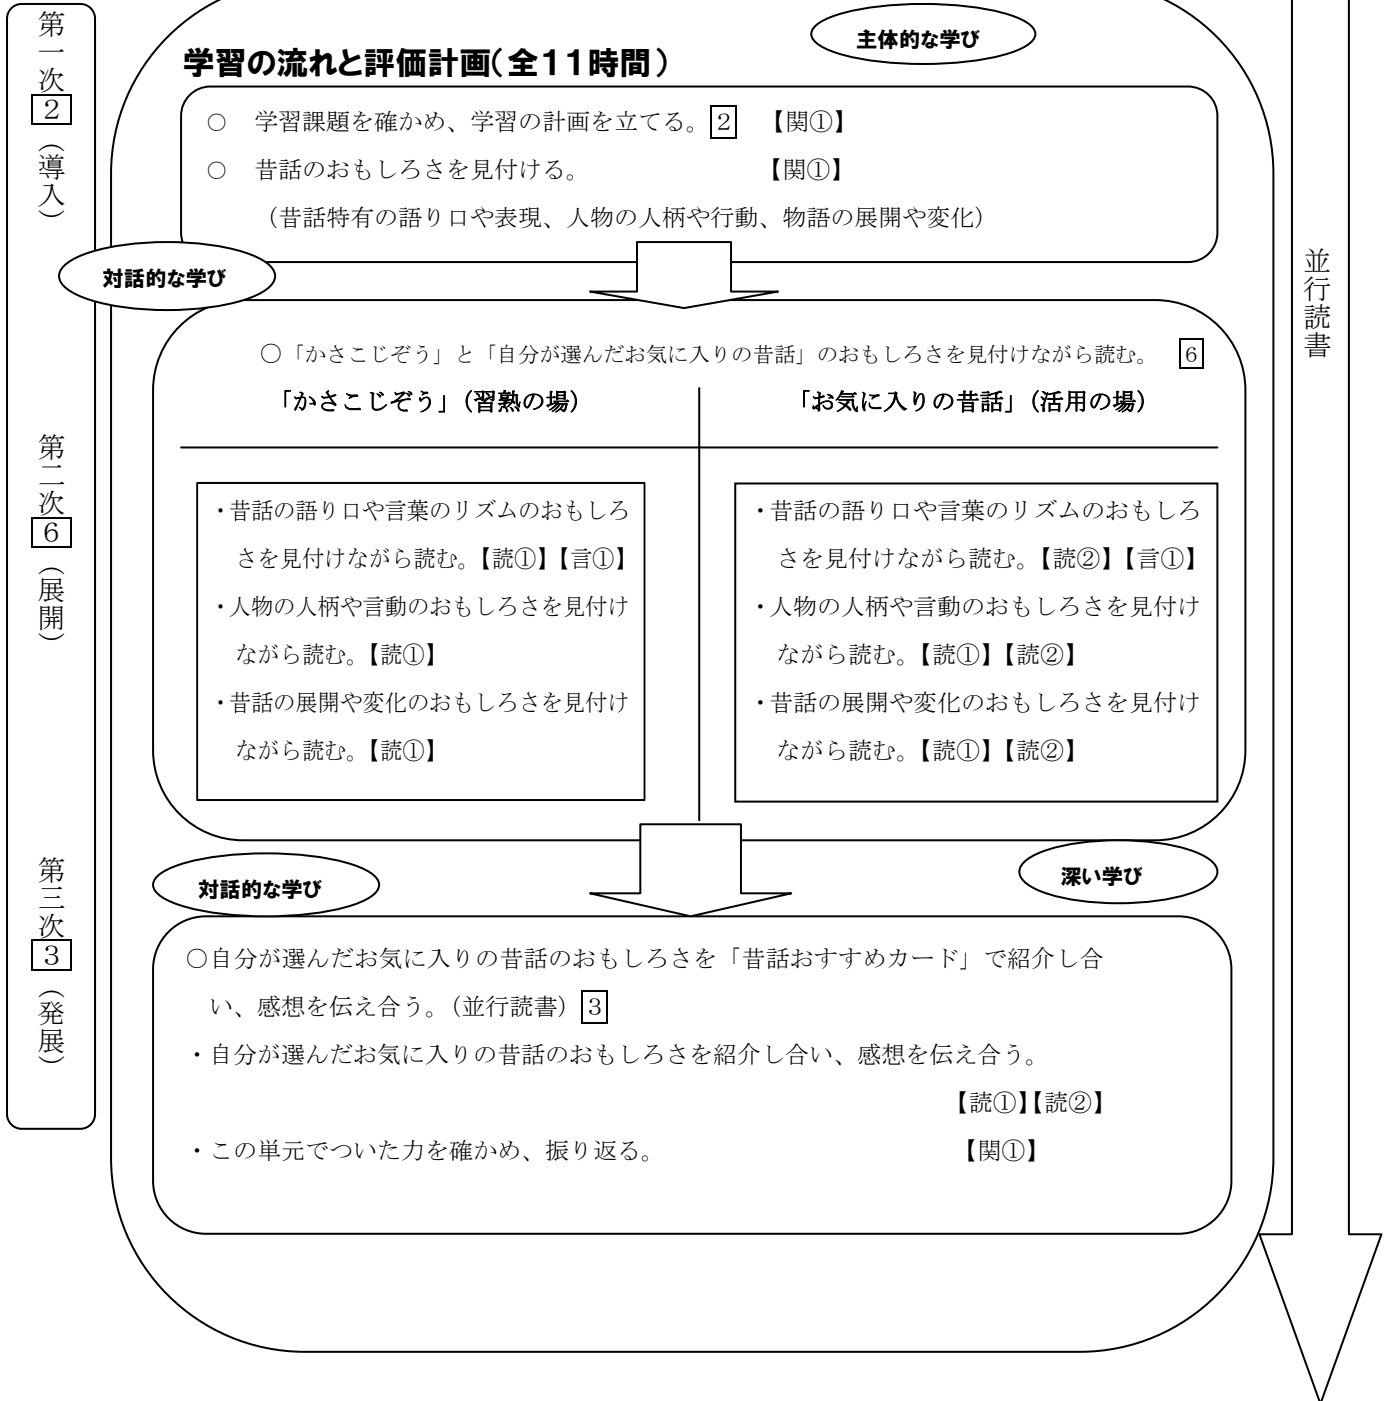 主体的な学び
学習の流れと評価計画（全11時間）
第一次2（導入）
○　学習課題を確かめ、学習の計画を立てる。2　【関①】
○　昔話のおもしろさを見付ける。　【関①】
（昔話特有の語り口や表現、人物の人柄や行動、物語の展開や変化）
対話的な学び
並行読書
第二次6（展開）
○「かさこじぞう」と「自分が選んだお気に入りの昔話」のおもしろさを見付けながら読む。　6
「かさこじぞう」（習熟の場）
・昔話の語り口や言葉のリズムのおもしろ
さを見付けながら読む。【読①】【言①】
・人物の人柄や言動のおもしろさを見付け
ながら読む。【読①】
・昔話の展開や変化のおもしろさを見付け
ながら読む。【読①】
「お気に入りの昔話」（活用の場）
・昔話の語り口や言葉のリズムのおもしろ
さを見付けながら読む。【読②】【言①】
・人物の人柄や言動のおもしろさを見付け
ながら読む。【読①】【読②】
・昔話の展開や変化のおもしろさを見付け
ながら読む。【読①】【読②】
対話的な学び
深い学び
第三次3（発展）
○自分が選んだお気に入りの昔話のおもしろさを「昔話おすすめカード」で紹介し合
い、感想を伝え合う。（並行読書）3
・自分が選んだお気に入りの昔話のおもしろさを紹介し合い、感想を伝え合う。
【読①】【読②】
・この単元でついた力を確かめ、振り返る。　【関①】